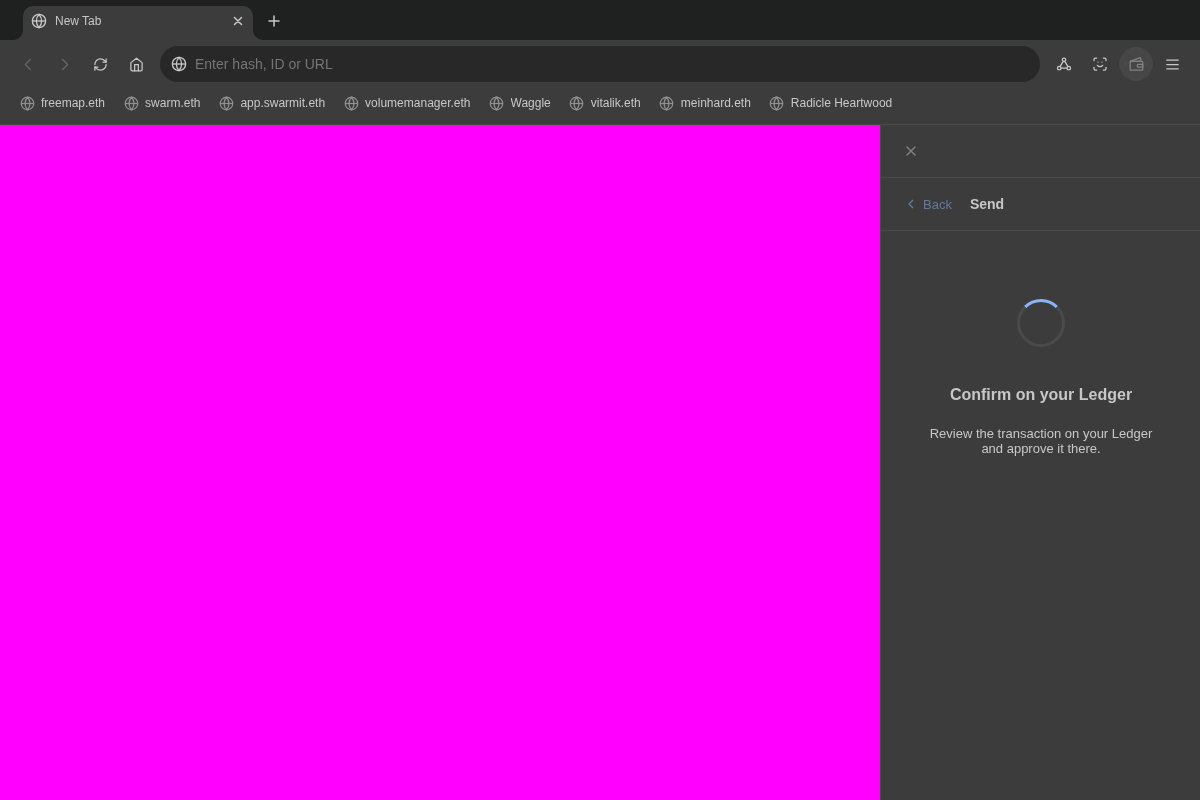 New Tab
Enter hash, ID or URL
freemap.eth
swarm.eth
app.swarmit.eth
volumemanager.eth
Waggle
vitalik.eth
meinhard.eth
Radicle Heartwood
Back
Send
Confirm on your Ledger
Review the transaction on your Ledger
and approve it there.